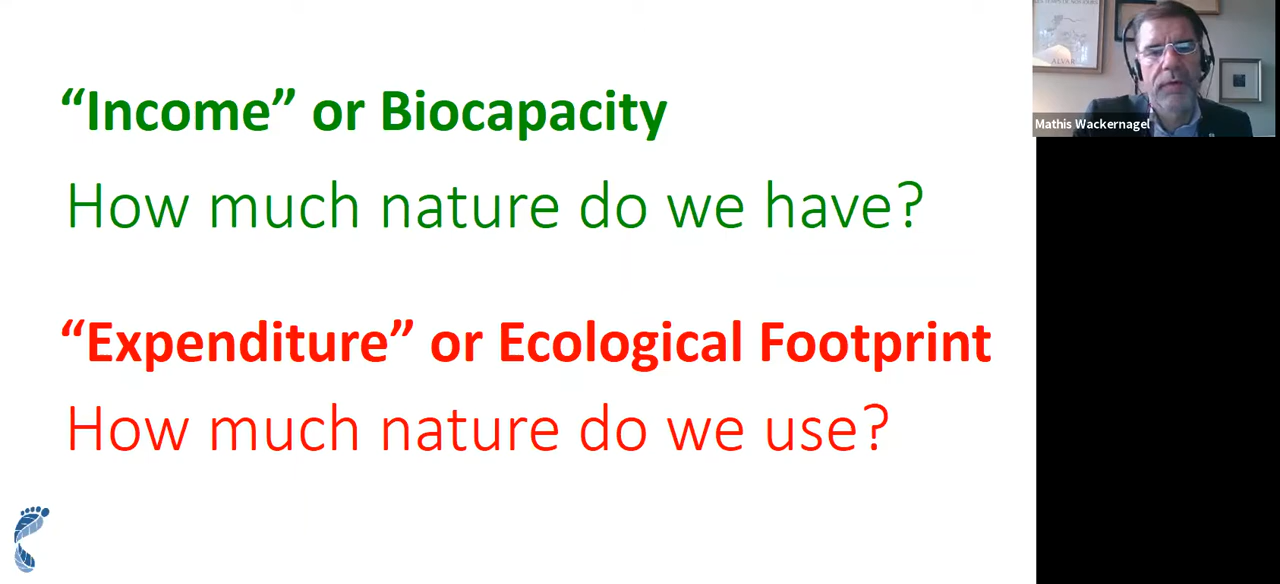 “Income” or Biocapacity
How much nature do we have?
“Expenditure” or Ecological Footprint
How much nature do we use?
ALVAR
Mathis Wackernagel